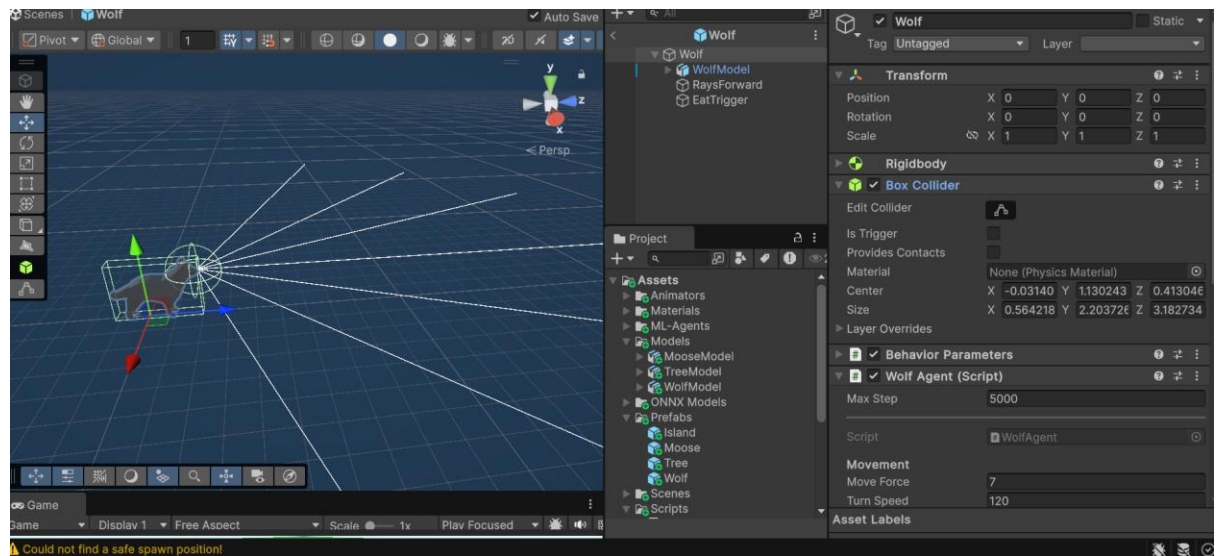 Scenes Wolf Auto Save
Pivot Global 1 2D
y
z
x
Persp
Game
Game Display 1 Free Aspect Scale 1x Play Focused
Could not find a safe spawn position!
All
Wolf
Wolf
WolfModel
RaysForward
EatTrigger
Project
Assets
Animators
Materials
ML-Agents
Models
MooseModel
TreeModel
WolfModel
ONNX Models
Prefabs
Island
Moose
Tree
Wolf
Scenes
Scripts
Wolf Static
Tag Untagged Layer
Transform
Position X 0 Y 0 Z 0
Rotation X 0 Y 0 Z 0
Scale X 1 Y 1 Z 1
Rigidbody
Box Collider
Edit Collider
Is Trigger
Provides Contacts
Material None (Physics Material)
Center X -0.03140 Y 1.130243 Z 0.413046
Size X 0.564218 Y 2.203726 Z 3.182734
Layer Overrides
Behavior Parameters
Wolf Agent (Script)
Max Step 5000
Script WolfAgent
Movement
Move Force 7
Turn Speed 120
Asset Labels